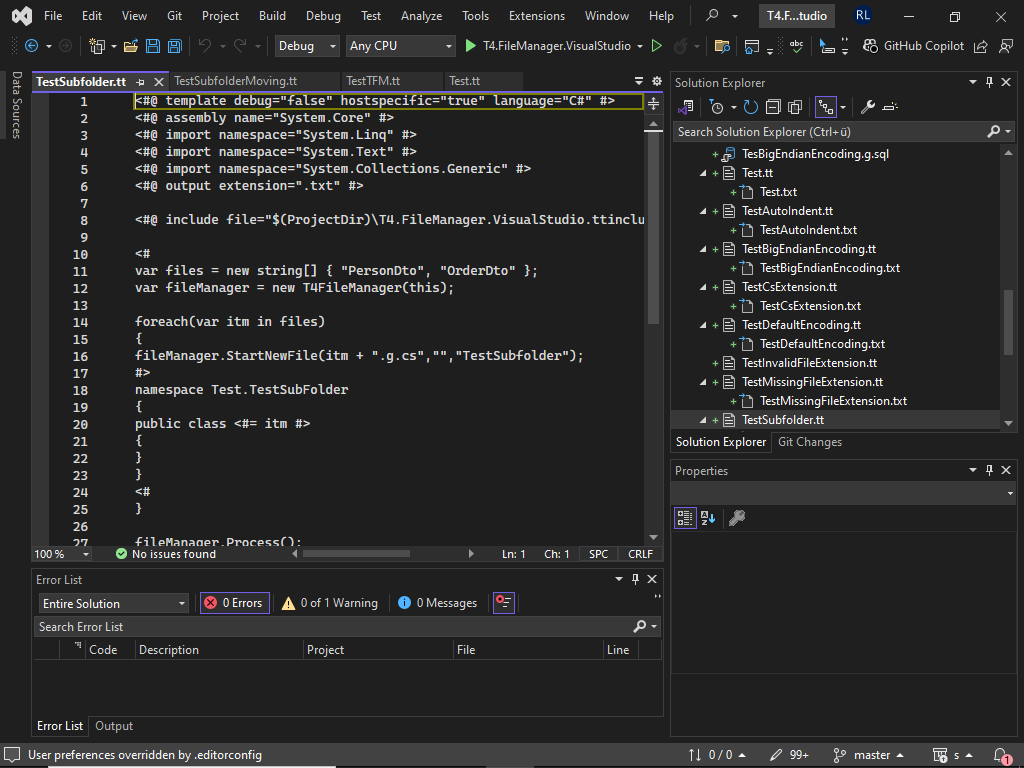 File Edit View Git Project Build Debug Test Analyze Tools Extensions Window Help T4.F...tudio RL
Debug Any CPU T4.FileManager.VisualStudio abc GitHub Copilot
Data Sources
TestSubfolder.tt TestSubfolderMoving.tt TestTFM.tt Test.tt
1 <#@ template debug="false" hostspecific="true" language="C#" #>
2 <#@ assembly name="System.Core" #>
3 <#@ import namespace="System.Linq" #>
4 <#@ import namespace="System.Text" #>
5 <#@ import namespace="System.Collections.Generic" #>
6 <#@ output extension=".txt" #>
7
8 <#@ include file="$(ProjectDir)\T4.FileManager.VisualStudio.ttinclu
9
10 <#
11 var files = new string[] { "PersonDto", "OrderDto" };
12 var fileManager = new T4FileManager(this);
13
14 foreach(var itm in files)
15 {
16 fileManager.StartNewFile(itm + ".g.cs","","TestSubfolder");
17 #>
18 namespace Test.TestSubFolder
19 {
20 public class <#= itm #>
21 {
22 }
23 }
24 <#
25 }
26
27 fileManager.Process();
100 % No issues found Ln: 1 Ch: 1 SPC CRLF
Error List
Entire Solution 0 Errors 0 of 1 Warning 0 Messages
Search Error List
Code Description Project File Line
Error List Output
Solution Explorer
Search Solution Explorer (Ctrl+ü)
TesBigEndianEncoding.g.sql
Test.tt
Test.txt
TestAutoIndent.tt
TestAutoIndent.txt
TestBigEndianEncoding.tt
TestBigEndianEncoding.txt
TestCsExtension.tt
TestCsExtension.txt
TestDefaultEncoding.tt
TestDefaultEncoding.txt
TestInvalidFileExtension.tt
TestMissingFileExtension.tt
TestMissingFileExtension.txt
TestSubfolder.tt
Solution Explorer Git Changes
Properties
User preferences overridden by .editorconfig 0 / 0 99+ master s 1